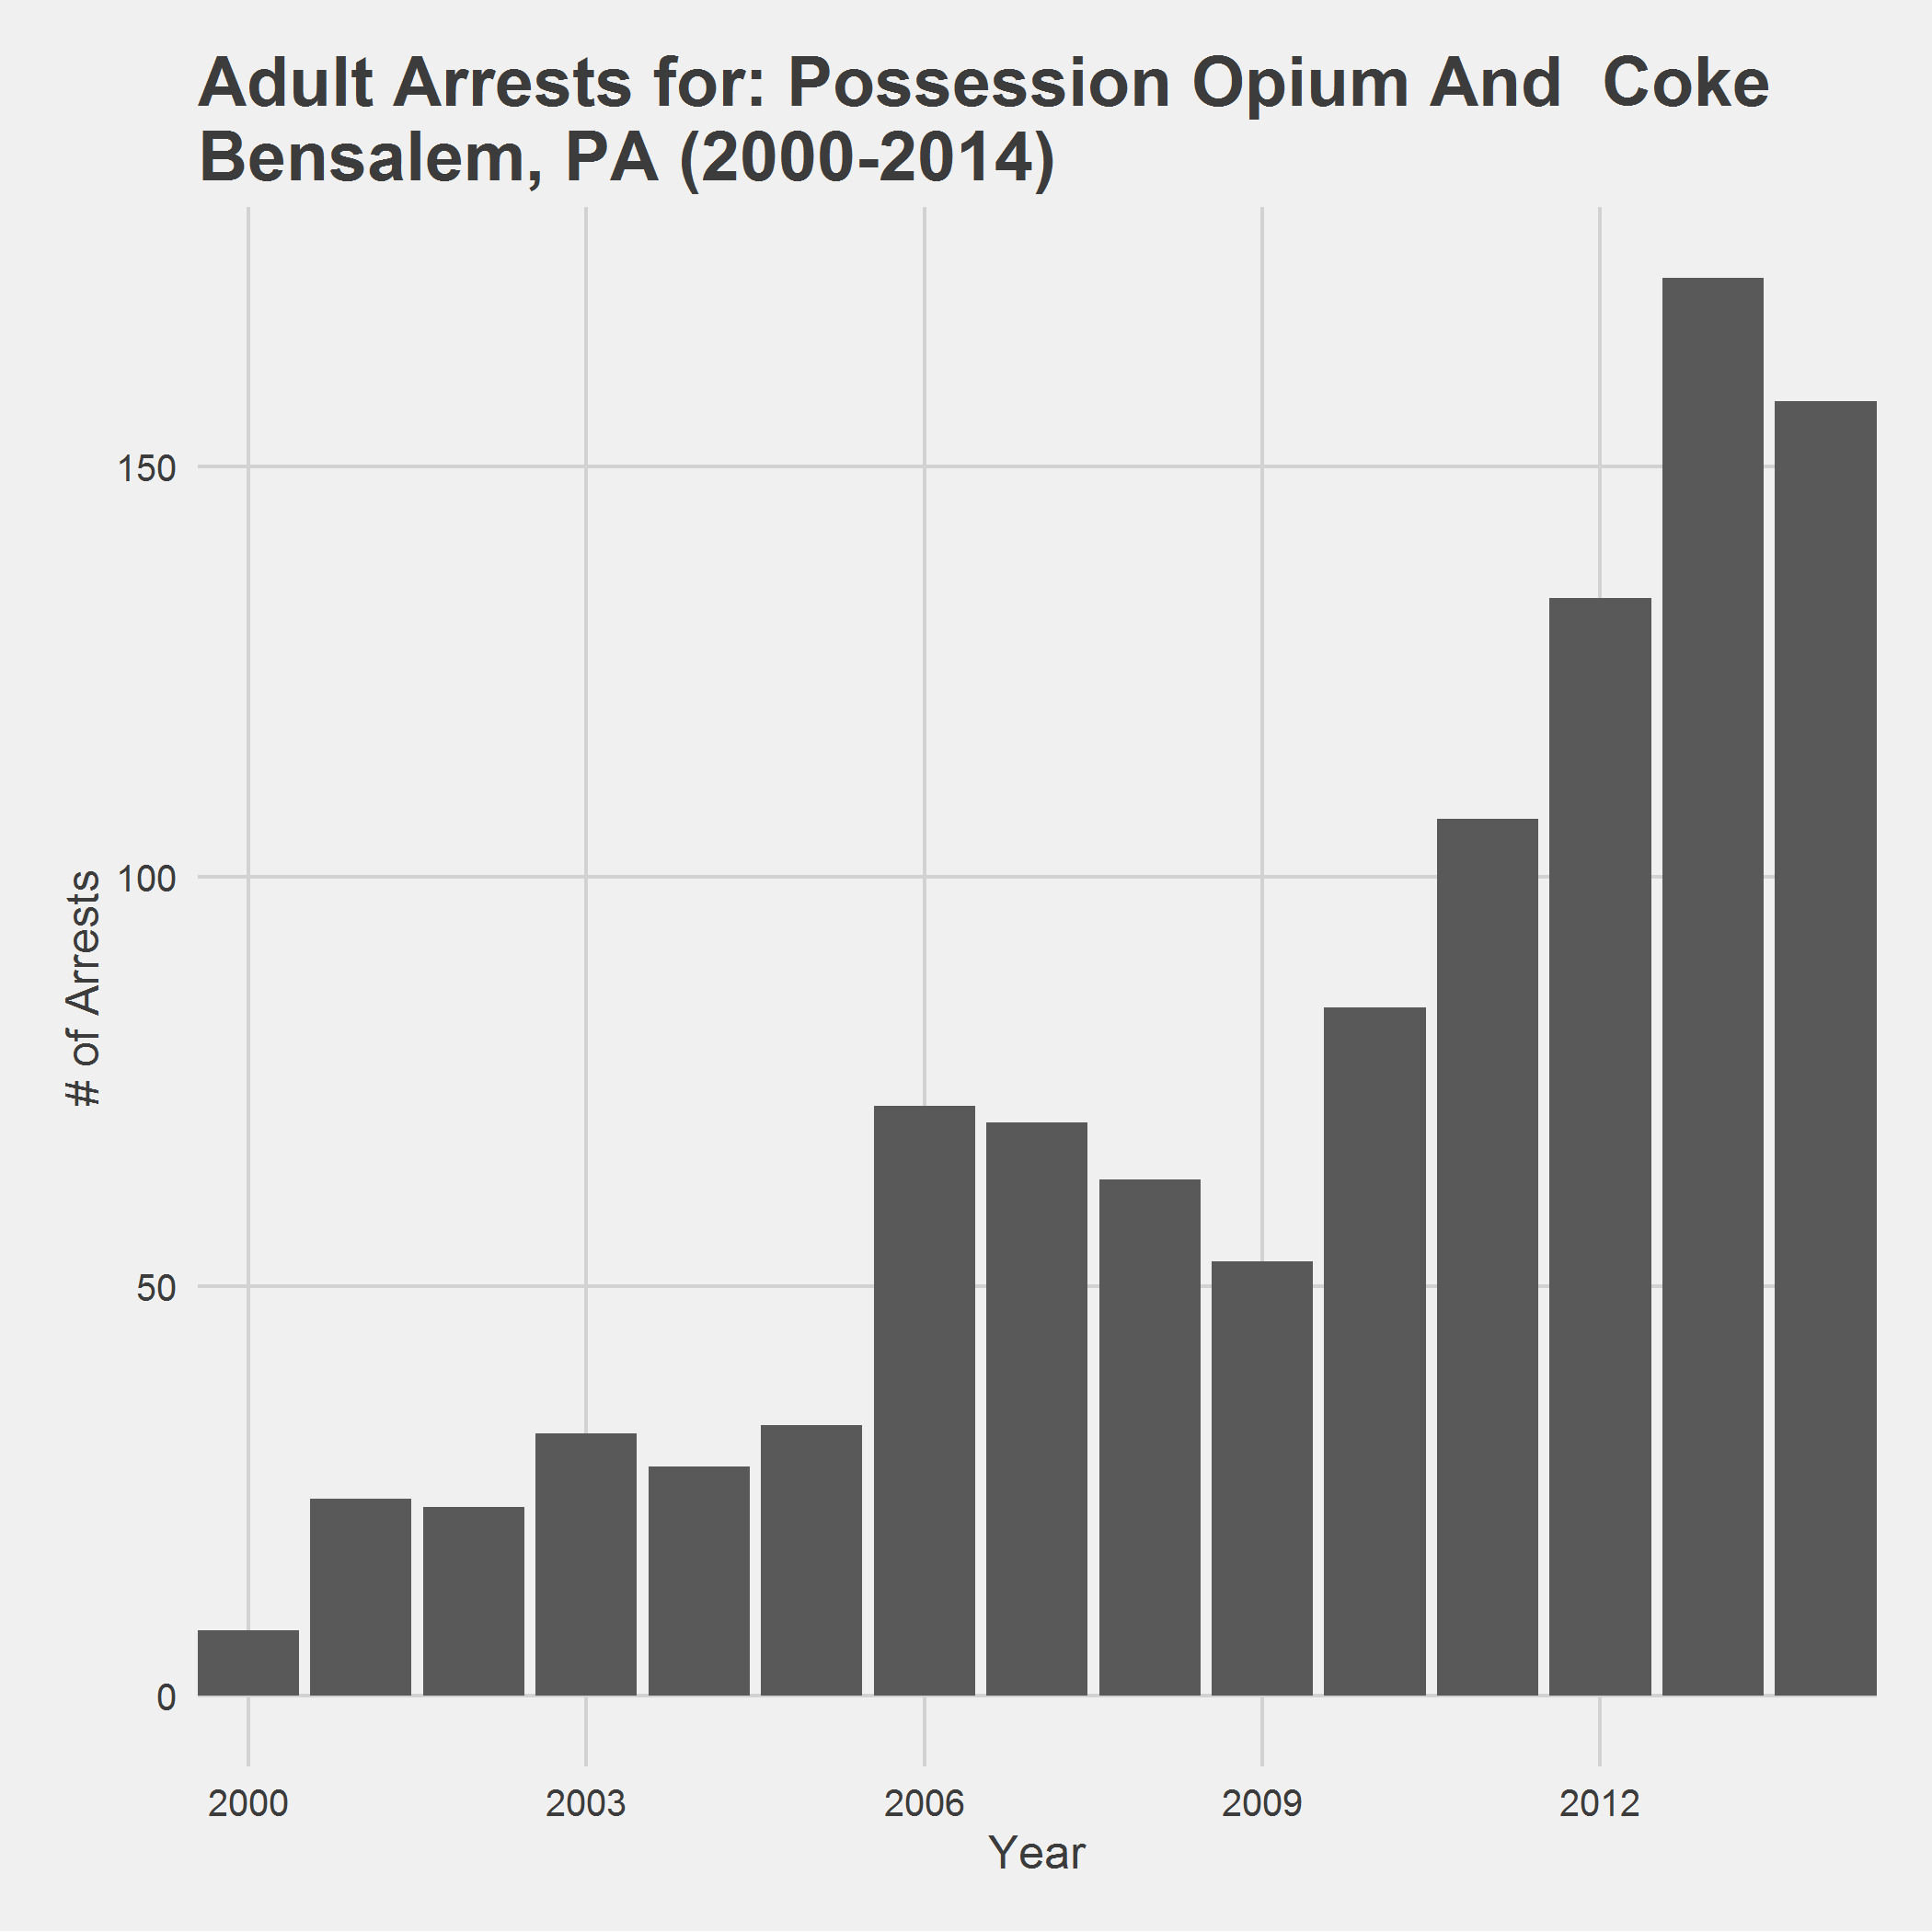 Adult Arrests for: Possession Opium And  Coke
Bensalem, PA (2000-2014)
# of Arrests
150
100
50
0
2000 2003 2006 2009 2012
Year